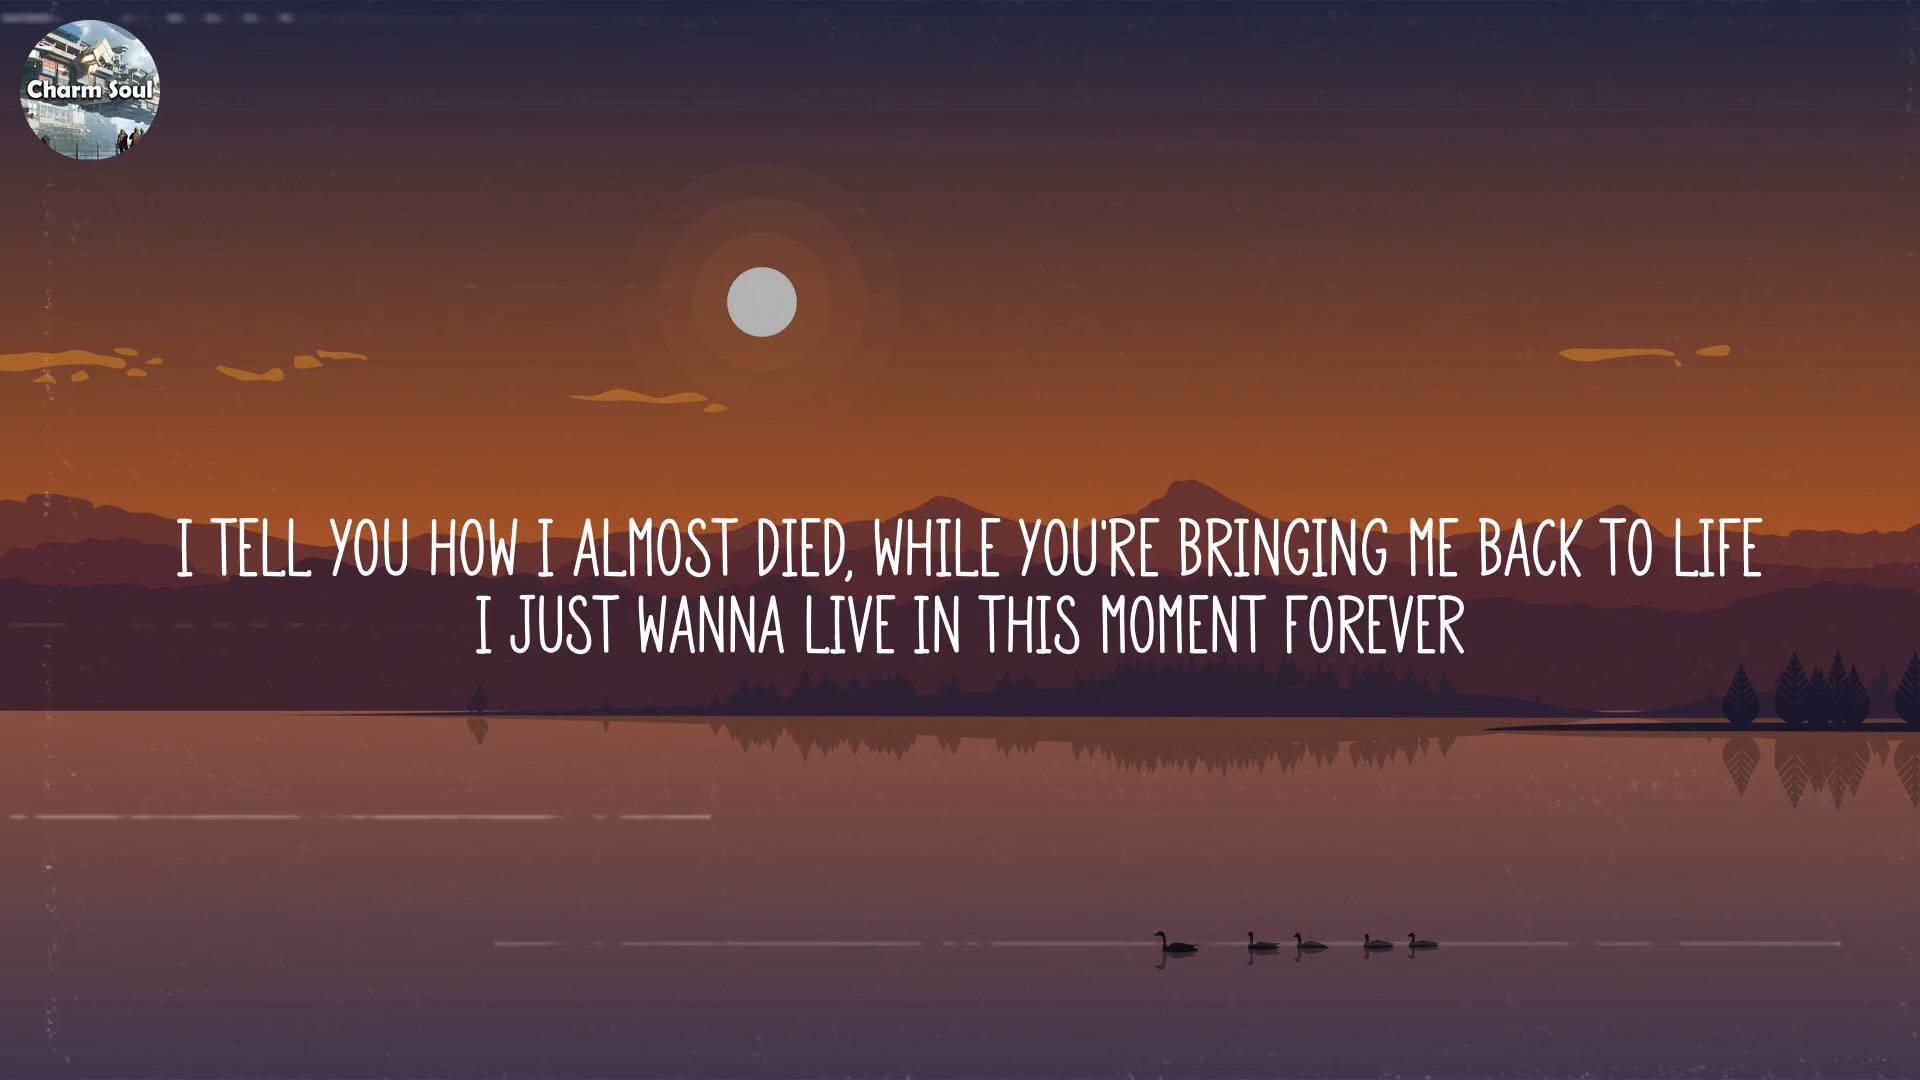 Charm Soul
I TELL YOU HOW I ALMOST DIED, WHILE YOU'RE BRINGING ME BACK TO LIFE
I JUST WANNA LIVE IN THIS MOMENT FOREVER